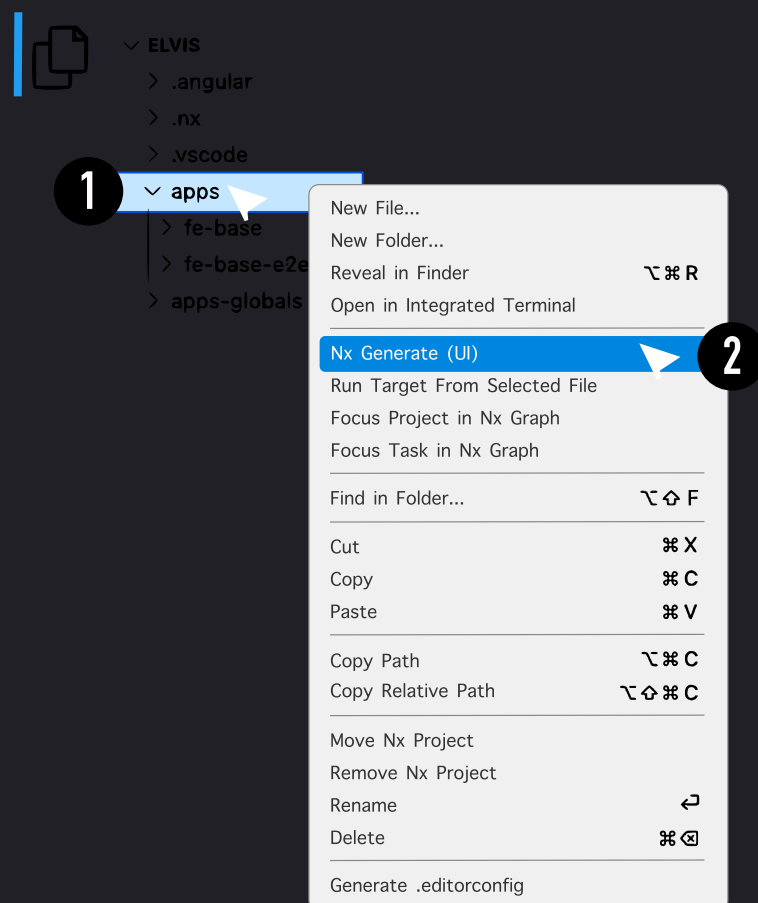 ELVIS
.angular
.nx
.vscode
1
apps
fe-base
fe-base-e2e
apps-globals
New File...
New Folder...
Reveal in Finder ⌥⌘R
Open in Integrated Terminal
Nx Generate (UI)
2
Run Target From Selected File
Focus Project in Nx Graph
Focus Task in Nx Graph
Find in Folder... ⌥⇧F
Cut ⌘X
Copy ⌘C
Paste ⌘V
Copy Path ⌥⌘C
Copy Relative Path ⌥⇧⌘C
Move Nx Project
Remove Nx Project
Rename ↩
Delete ⌘⌫
Generate .editorconfig